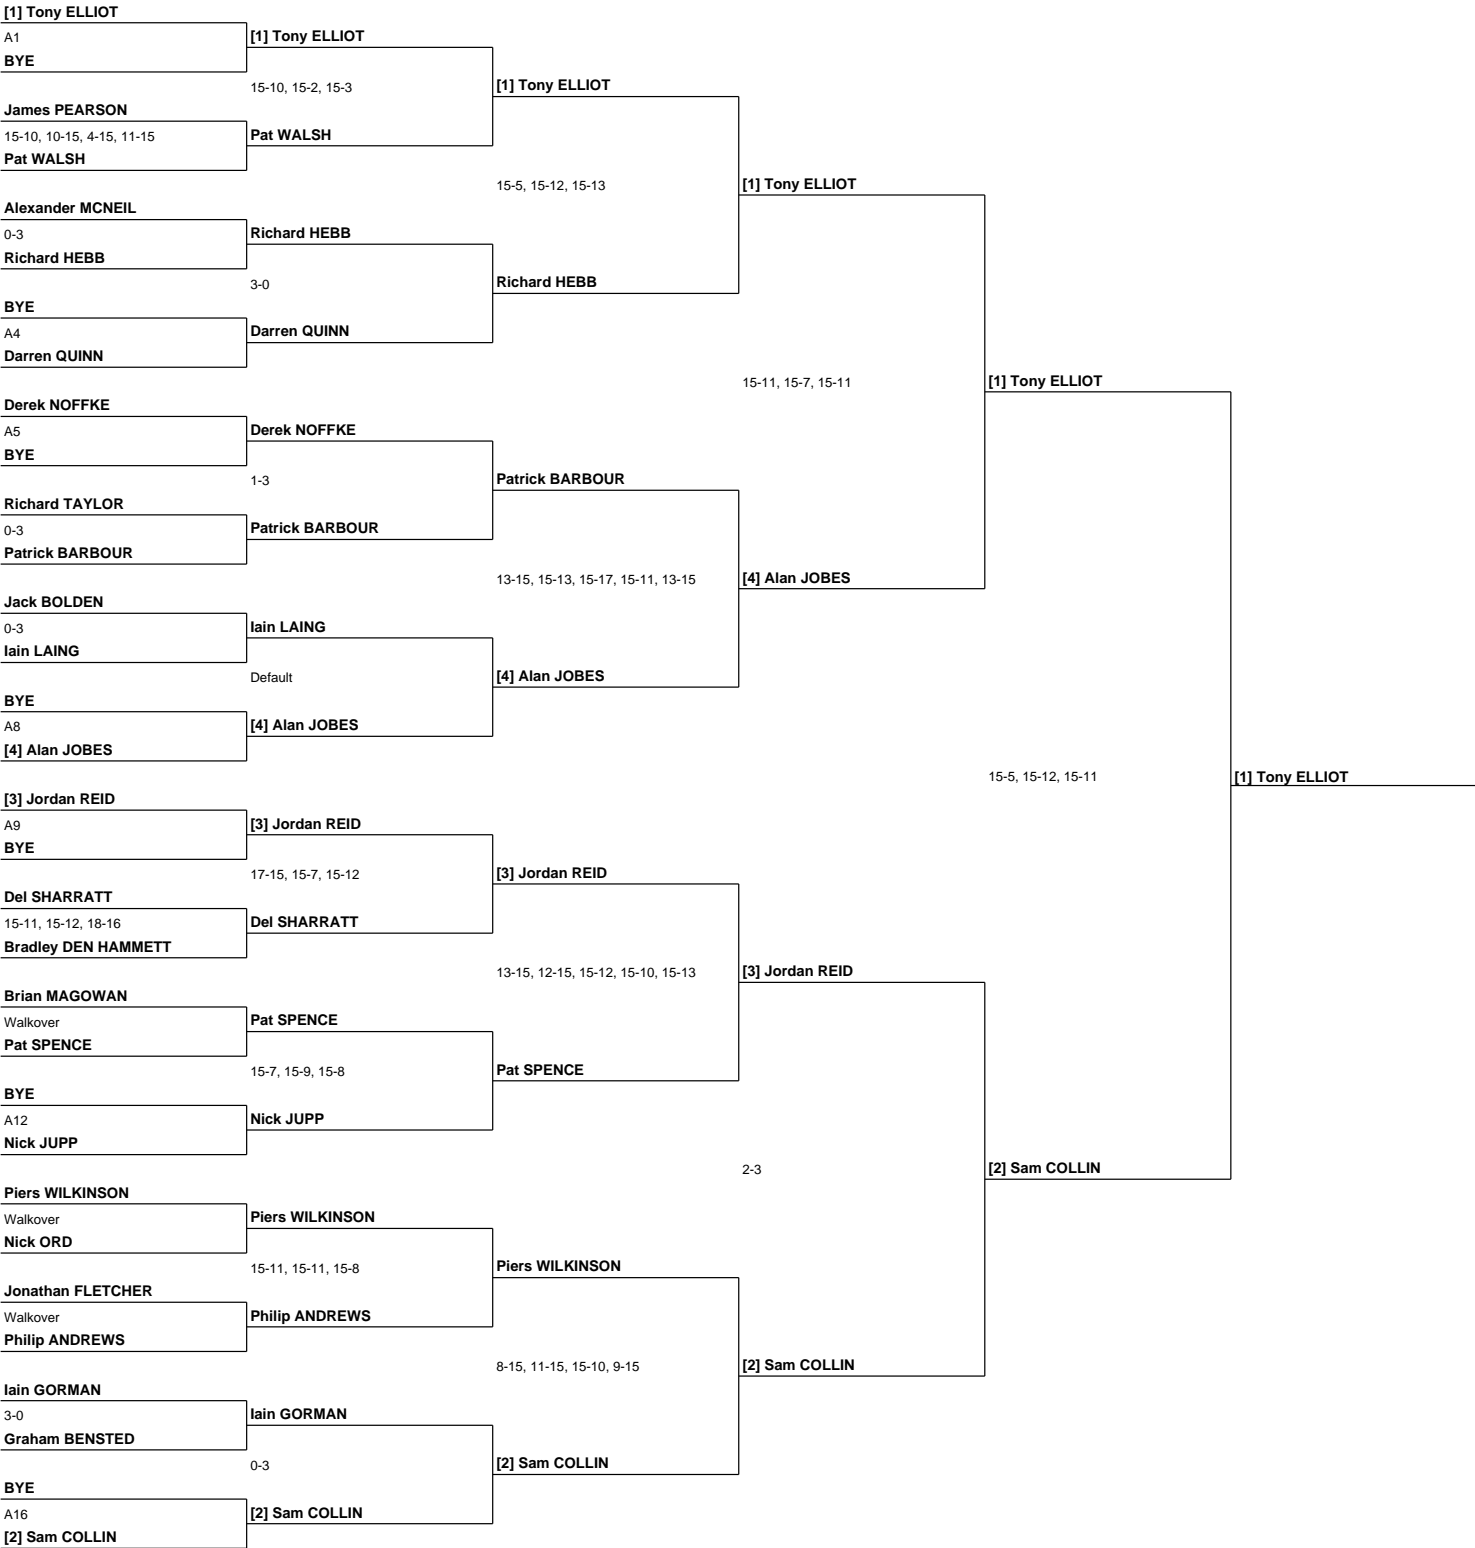 [1] Tony ELLIOT
A1
BYE
James PEARSON
15-10, 10-15, 4-15, 11-15
Pat WALSH
Alexander MCNEIL
0-3
Richard HEBB
BYE
A4
Darren QUINN
Derek NOFFKE
A5
BYE
Richard TAYLOR
0-3
Patrick BARBOUR
Jack BOLDEN
0-3
Iain LAING
BYE
A8
[4] Alan JOBES
[3] Jordan REID
A9
BYE
Del SHARRATT
15-11, 15-12, 18-16
Bradley DEN HAMMETT
Brian MAGOWAN
Walkover
Pat SPENCE
BYE
A12
Nick JUPP
Piers WILKINSON
Walkover
Nick ORD
Jonathan FLETCHER
Walkover
Philip ANDREWS
Iain GORMAN
3-0
Graham BENSTED
BYE
A16
[2] Sam COLLIN
[1] Tony ELLIOT
15-10, 15-2, 15-3
Pat WALSH
Richard HEBB
3-0
Darren QUINN
Derek NOFFKE
1-3
Patrick BARBOUR
Iain LAING
Default
[4] Alan JOBES
[3] Jordan REID
17-15, 15-7, 15-12
Del SHARRATT
Pat SPENCE
15-7, 15-9, 15-8
Nick JUPP
Piers WILKINSON
15-11, 15-11, 15-8
Philip ANDREWS
Iain GORMAN
0-3
[2] Sam COLLIN
[1] Tony ELLIOT
15-5, 15-12, 15-13
Richard HEBB
Patrick BARBOUR
13-15, 15-13, 15-17, 15-11, 13-15
[4] Alan JOBES
[3] Jordan REID
13-15, 12-15, 15-12, 15-10, 15-13
Pat SPENCE
Piers WILKINSON
8-15, 11-15, 15-10, 9-15
[2] Sam COLLIN
[1] Tony ELLIOT
15-11, 15-7, 15-11
[4] Alan JOBES
[3] Jordan REID
2-3
[2] Sam COLLIN
[1] Tony ELLIOT
15-5, 15-12, 15-11
[2] Sam COLLIN
[1] Tony ELLIOT